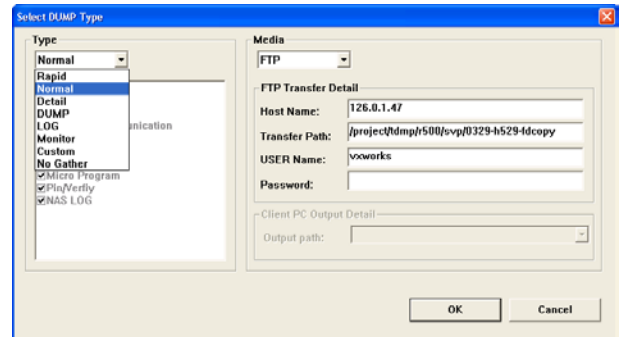 Select DUMP Type
Type
Normal
Rapid
Normal
Detail
DUMP
LOG
Monitor
Custom
No Gather
nication
Micro Program
Pin/Verfiy
NAS LOG
Media
FTP
FTP Transfer Detail
Host Name: 126.0.1.47
Transfer Path: /project/tdmp/r500/svp/0329-h529-fdcopy
USER Name: vxworks
Password:
Client PC Output Detail
Output path:
OK Cancel